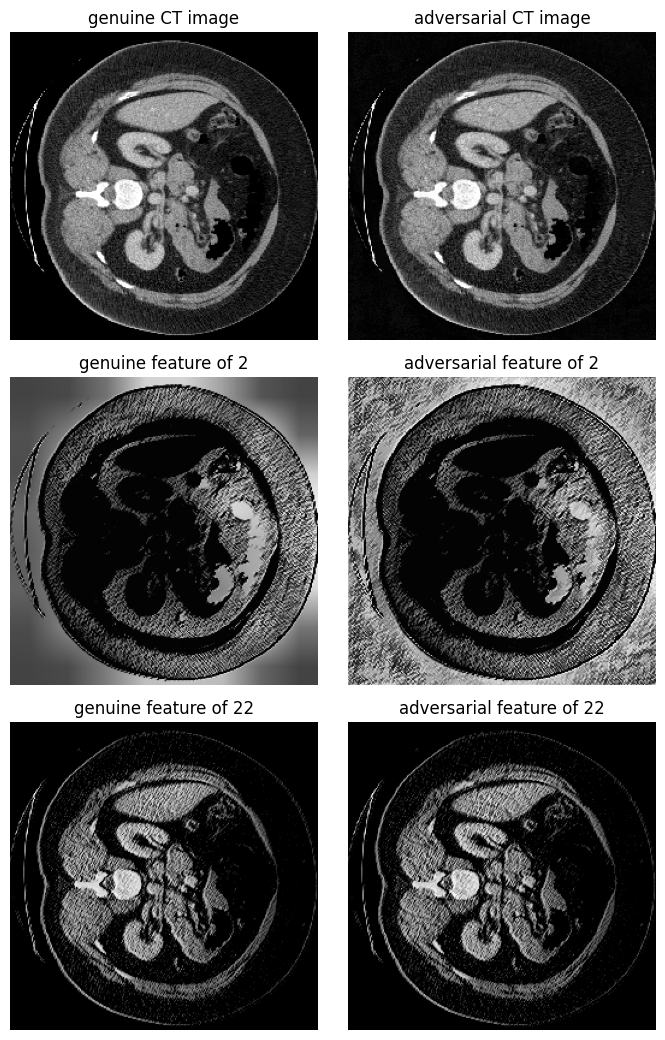 genuine CT image
adversarial CT image
genuine feature of 2
adversarial feature of 2
genuine feature of 22
adversarial feature of 22